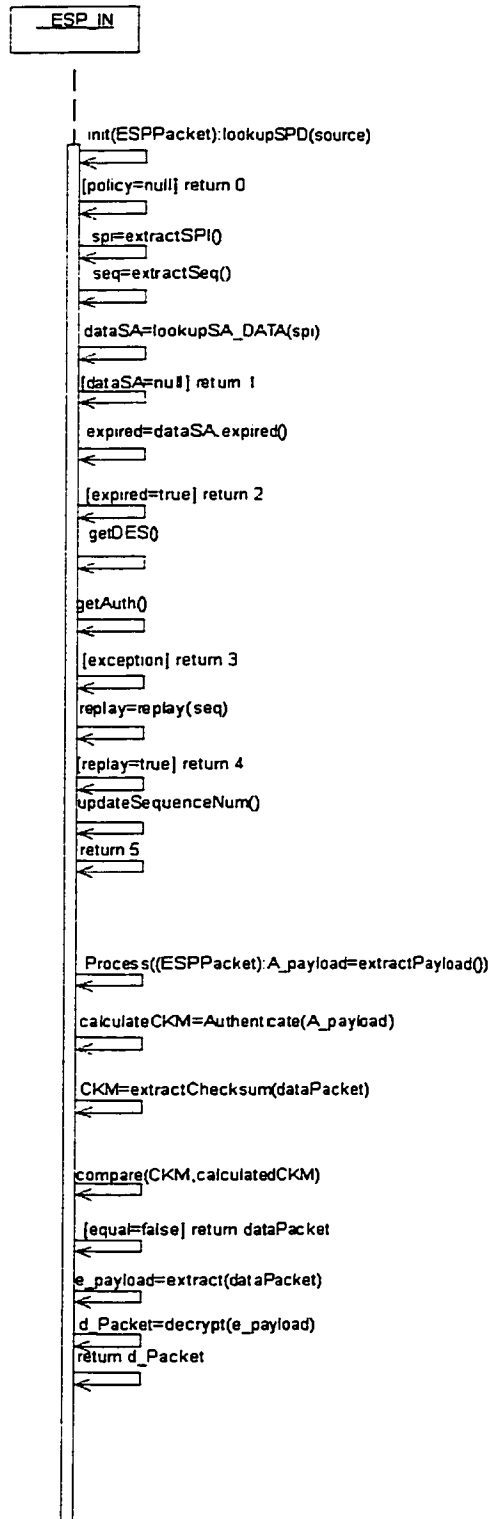 ESP_IN
init(ESPPacket):lookupSPD(source)
[policy=null] return 0
spi=extractSPI()
seq=extractSeq()
dataSA=lookupSA_DATA(spi)
[dataSA=null] return 1
expired=dataSA.expired()
[expired=true] return 2
getDES()
getAuth()
[exception] return 3
replay=replay(seq)
[replay=true] return 4
updateSequenceNum()
return 5
Process((ESPPacket):A_payload=extractPayload())
calculateCKM=Authenticate(A_payload)
CKM=extractChecksum(dataPacket)
compare(CKM,calculatedCKM)
[equal=false] return dataPacket
e_payload=extract(dataPacket)
d_Packet=decrypt(e_payload)
return d_Packet